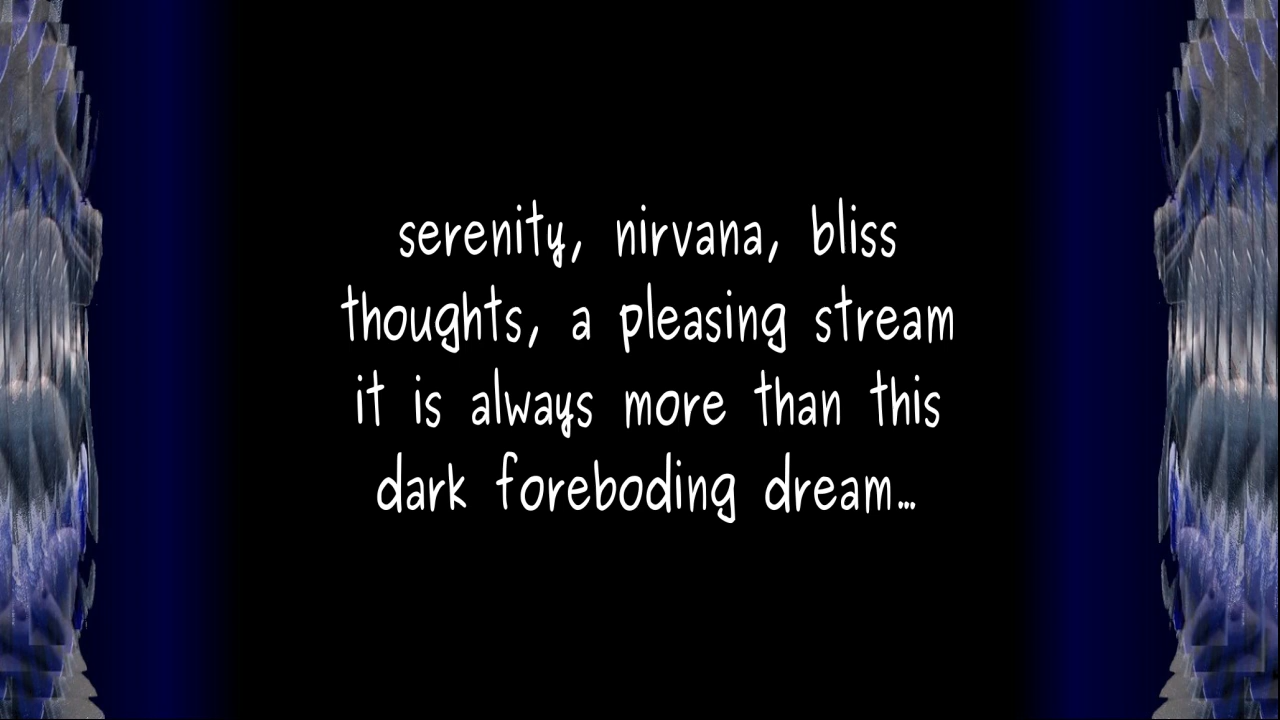 serenity, nirvana, bliss
thoughts, a pleasing stream
it is always more than this
dark foreboding dream...